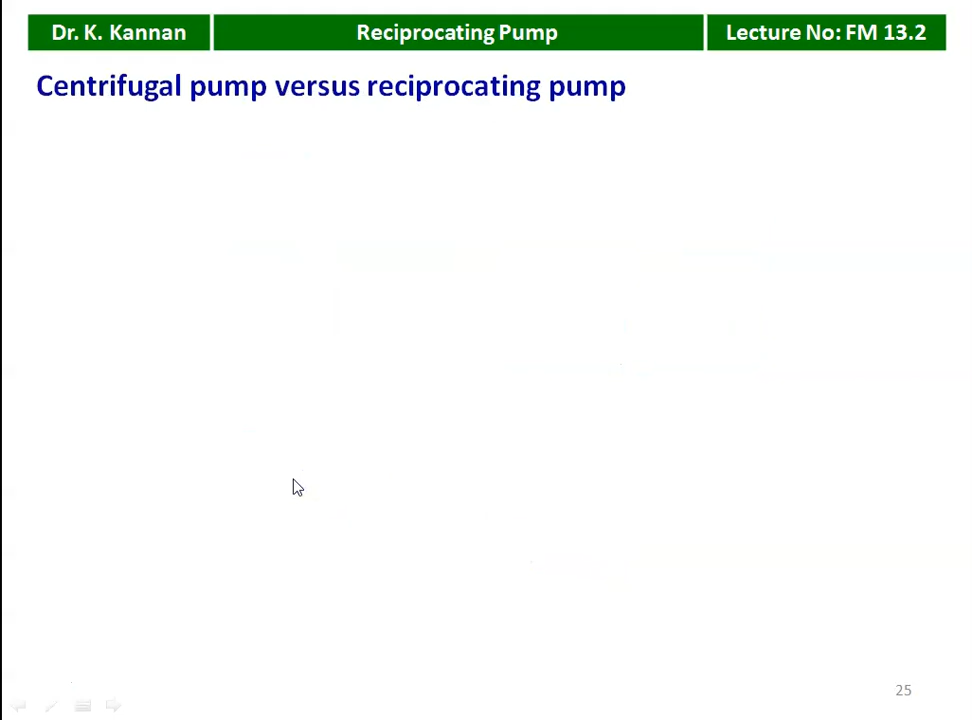 Dr. K. Kannan
Reciprocating Pump
Lecture No: FM 13.2
Centrifugal pump versus reciprocating pump
25